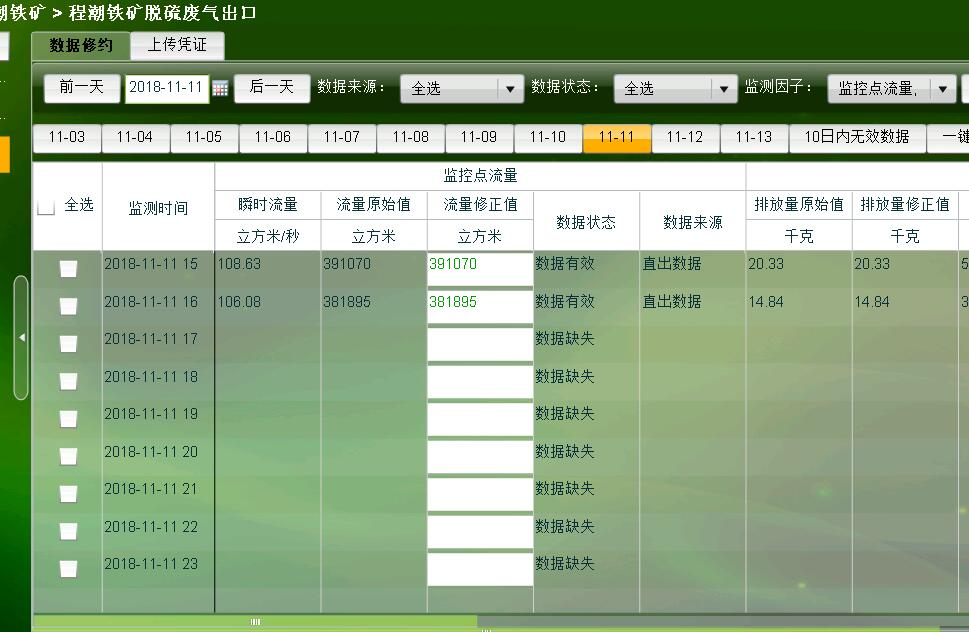 潮铁矿 > 程潮铁矿脱硫废气出口
数据修约 上传凭证
前一天 2018-11-11 后一天 数据来源： 全选 数据状态： 全选 监测因子： 监控点流量,
11-03 11-04 11-05 11-06 11-07 11-08 11-09 11-10 11-11 11-12 11-13 10日内无效数据 一键
监控点流量
全选 监测时间 瞬时流量 流量原始值 流量修正值 数据状态 数据来源 排放量原始值 排放量修正值
立方米/秒 立方米 立方米 千克 千克
2018-11-11 15 108.63 391070 391070 数据有效 直出数据 20.33 20.33 5
2018-11-11 16 106.08 381895 381895 数据有效 直出数据 14.84 14.84 3
2018-11-11 17 数据缺失
2018-11-11 18 数据缺失
2018-11-11 19 数据缺失
2018-11-11 20 数据缺失
2018-11-11 21 数据缺失
2018-11-11 22 数据缺失
2018-11-11 23 数据缺失